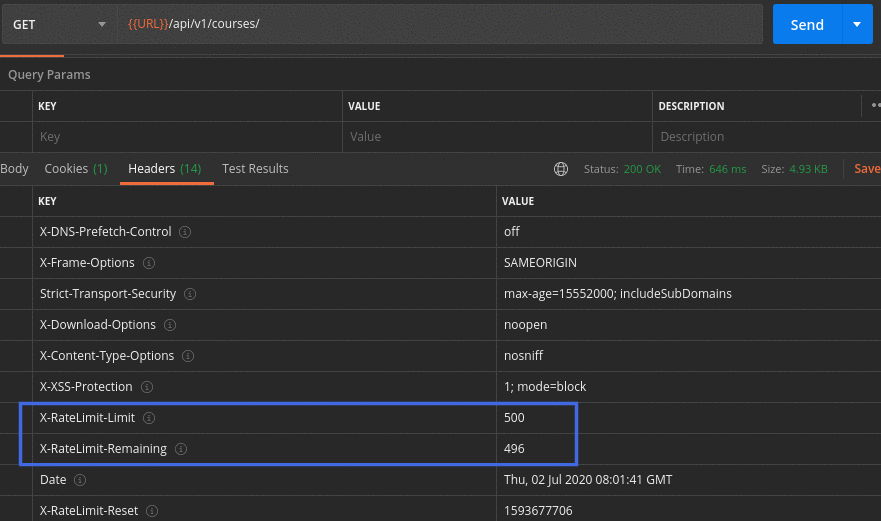 GET {{URL}}/api/v1/courses/ Send
Query Params
KEY VALUE DESCRIPTION
Key Value Description
Body Cookies (1) Headers (14) Test Results Status: 200 OK Time: 646 ms Size: 4.93 KB Save
KEY VALUE
X-DNS-Prefetch-Control off
X-Frame-Options SAMEORIGIN
Strict-Transport-Security max-age=15552000; includeSubDomains
X-Download-Options noopen
X-Content-Type-Options nosniff
X-XSS-Protection 1; mode=block
X-RateLimit-Limit 500
X-RateLimit-Remaining 496
Date Thu, 02 Jul 2020 08:01:41 GMT
X-RateLimit-Reset 1593677706